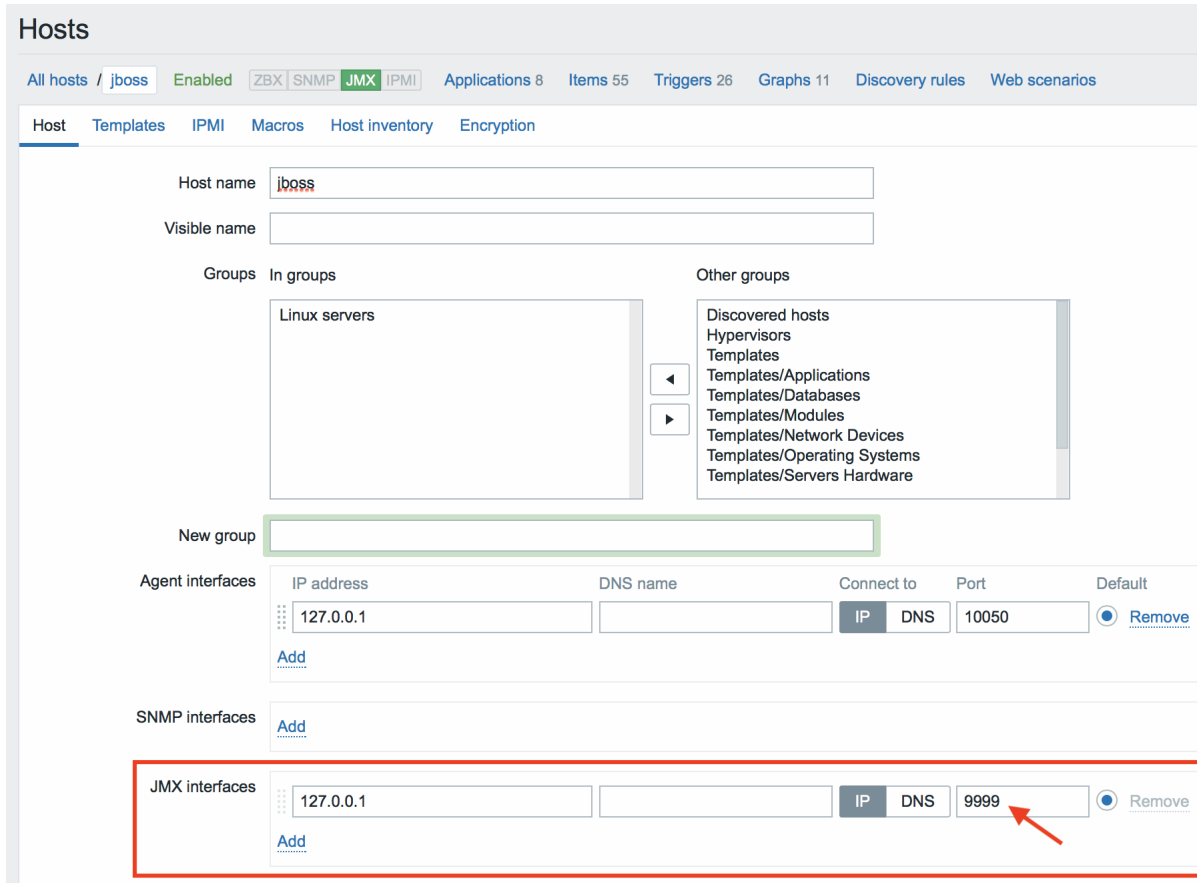 Hosts
All hosts / jboss Enabled ZBX SNMP JMX IPMI Applications 8 Items 55 Triggers 26 Graphs 11 Discovery rules Web scenarios
Host Templates IPMI Macros Host inventory Encryption
Host name jboss
Visible name
Groups In groups Other groups
Linux servers
Discovered hosts
Hypervisors
Templates
Templates/Applications
Templates/Databases
Templates/Modules
Templates/Network Devices
Templates/Operating Systems
Templates/Servers Hardware
New group
Agent interfaces IP address DNS name Connect to Port Default
127.0.0.1 IP DNS 10050 Remove
Add
SNMP interfaces Add
JMX interfaces 127.0.0.1 IP DNS 9999 Remove
Add